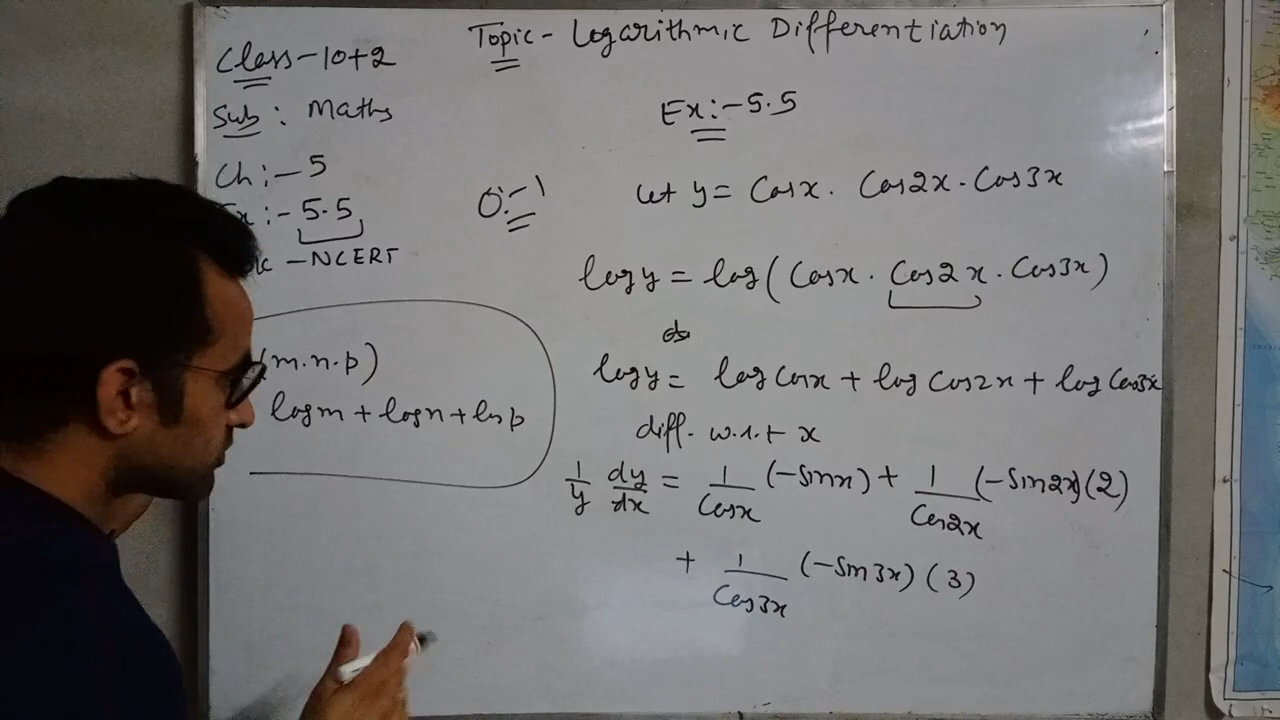 Topic - Logarithmic Differentiation
Class - 10+2
Sub : Maths
Ch :- 5
:- 5.5
- NCERT
Ex :- 5.5
Q :- 1
let y = Cosx . Cos2x . Cos3x
log y = log ( Cosx . Cos2x . Cos3x )
log y = log Cosx + log Cos2x + log Cos3x
diff. w.r.t x
1/y dy/dx = 1/Cosx (-Sinx) + 1/Cos2x (-Sin2x)(2)
+ 1/Cos3x (-Sin3x) (3)
(m.n.p)
logm + logn + logp